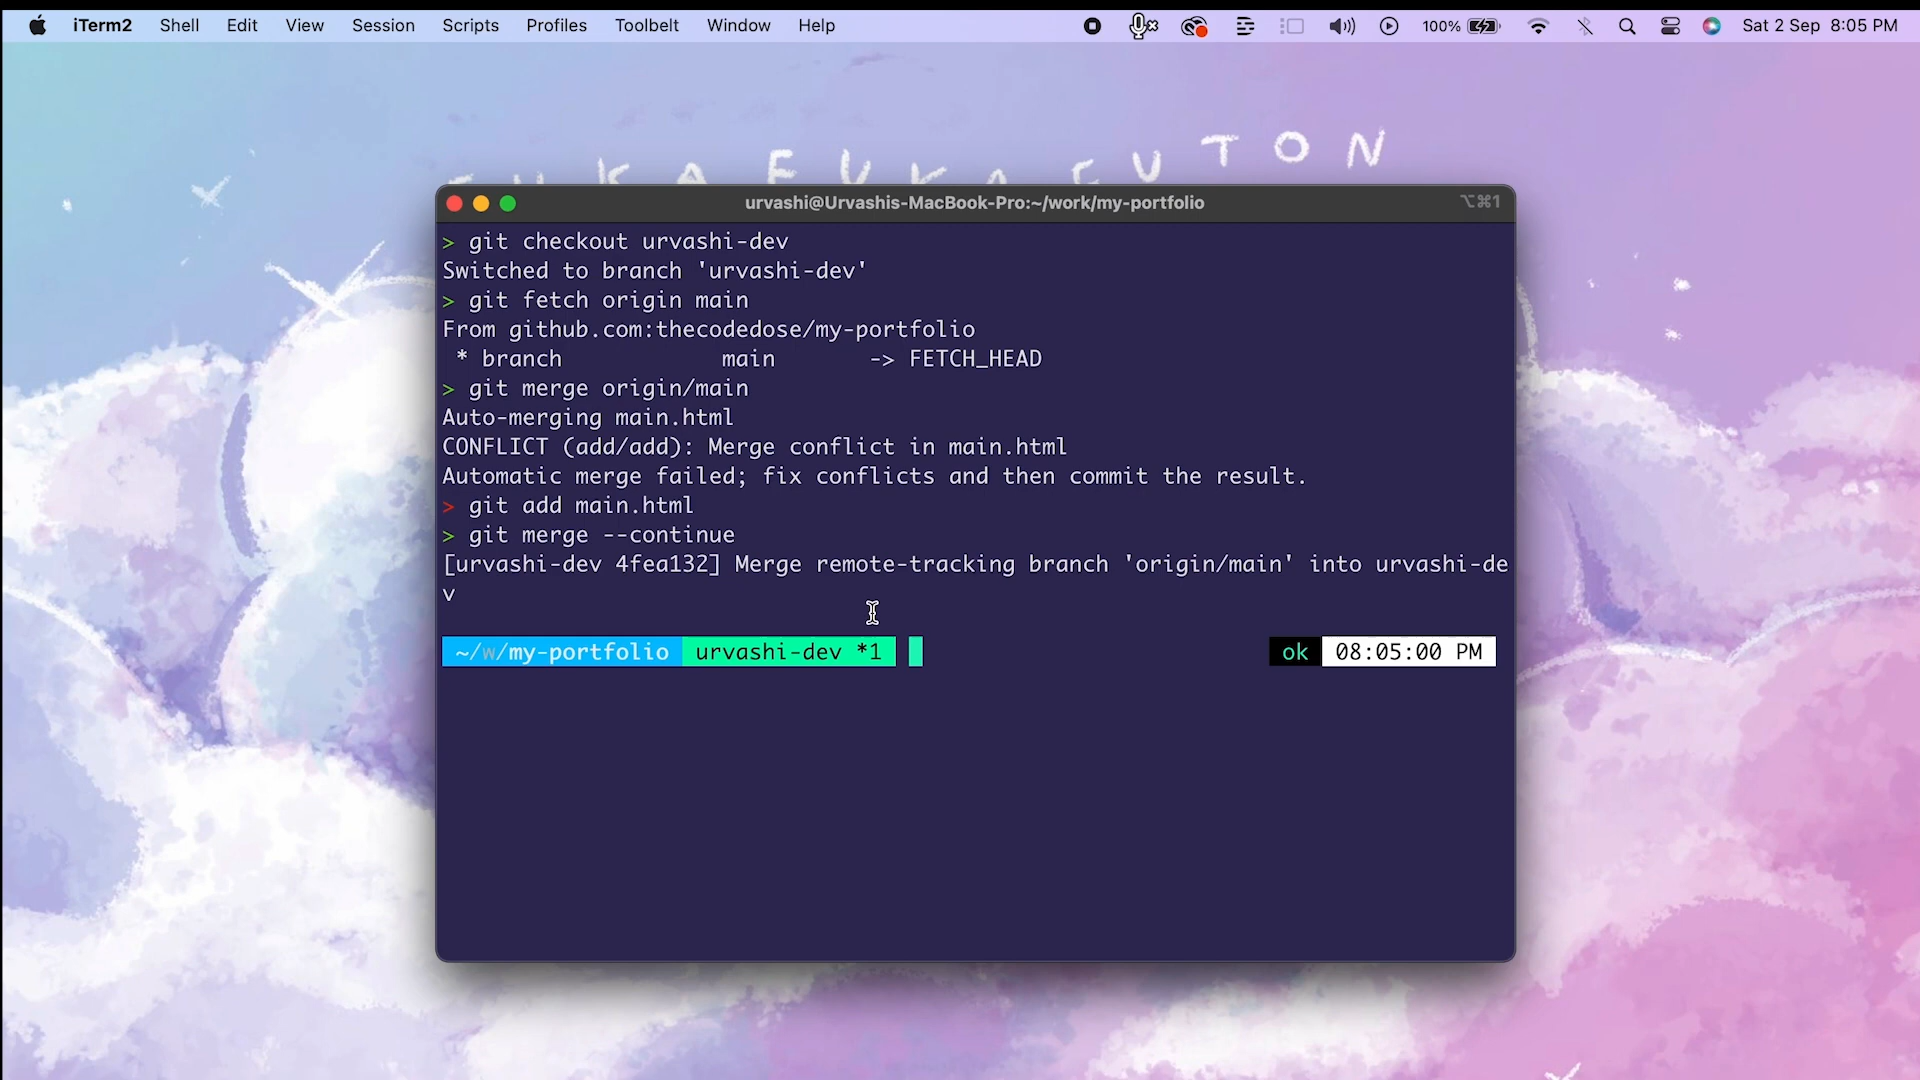 iTerm2 Shell Edit View Session Scripts Profiles Toolbelt Window Help 100% Sat 2 Sep 8:05 PM
T O N
urvashi@Urvashis-MacBook-Pro:~/work/my-portfolio ⌥⌘1
> git checkout urvashi-dev
Switched to branch 'urvashi-dev'
> git fetch origin main
From github.com:thecodedose/my-portfolio
* branch main -> FETCH_HEAD
> git merge origin/main
Auto-merging main.html
CONFLICT (add/add): Merge conflict in main.html
Automatic merge failed; fix conflicts and then commit the result.
> git add main.html
> git merge --continue
[urvashi-dev 4fea132] Merge remote-tracking branch 'origin/main' into urvashi-de
v
~/w/my-portfolio urvashi-dev *1 ok 08:05:00 PM